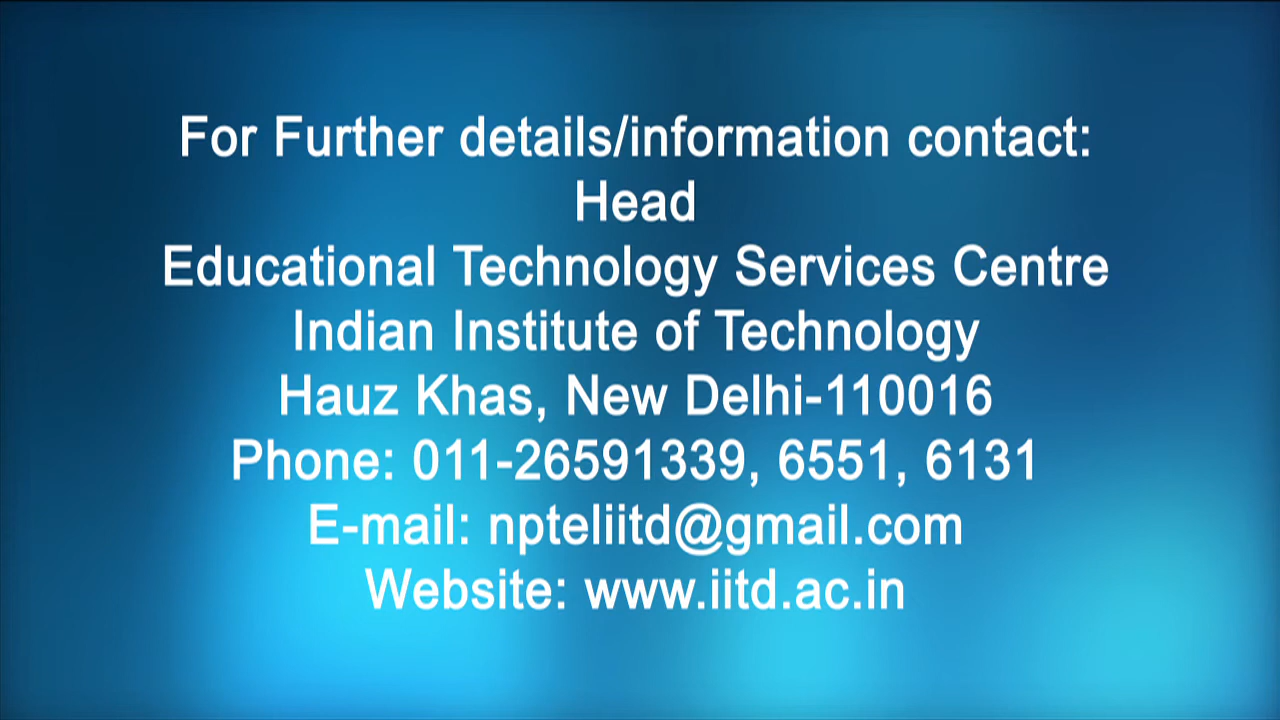 For Further details/information contact:
Head
Educational Technology Services Centre
Indian Institute of Technology
Hauz Khas, New Delhi-110016
Phone: 011-26591339, 6551, 6131
E-mail: npteliitd@gmail.com
Website: www.iitd.ac.in